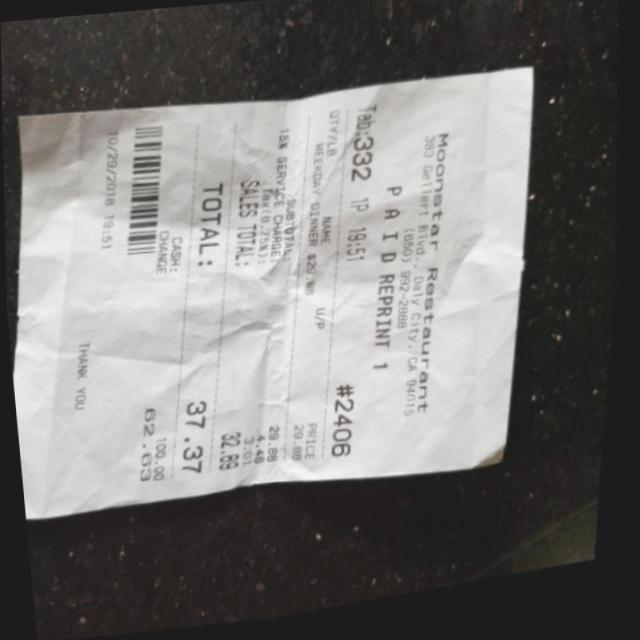 Moonstar Restaurant
383 Gellert Blvd., Daly City, CA 94015
(650) 992-2888
P A I D REPRINT 1
Tab:332 1P 19:51 #2406
QTY/LB NAME U/P PRICE
WEEKDAY DINNER $29.88 29.88
SUBTOTAL: 29.88
15% SERVICE CHARGE: 4.48
Tax(8.75%): 3.01
SALES TOTAL: 32.89
TOTAL: 37.37
CASH: 100.00
CHANGE 62.63
10/29/2018 19:51
THANK YOU